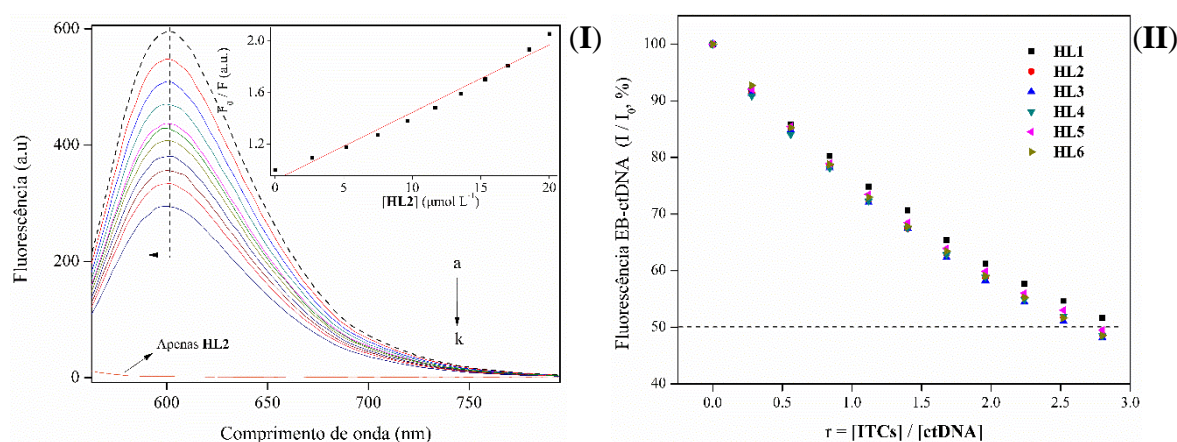 600
400
200
0
Fluorescência (a.u)
600
650
700
750
Comprimento de onda (nm)
2.0
1.6
1.2
F0 / F (a.u.)
0
5
10
15
20
[HL2] (μmol L-1)
a
k
Apenas HL2
(I)
100
90
80
70
60
50
40
Fluorescência EB-ctDNA (I / I0, %)
0.0
0.5
1.0
1.5
2.0
2.5
3.0
r = [ITCs] / [ctDNA]
HL1
HL2
HL3
HL4
HL5
HL6
(II)